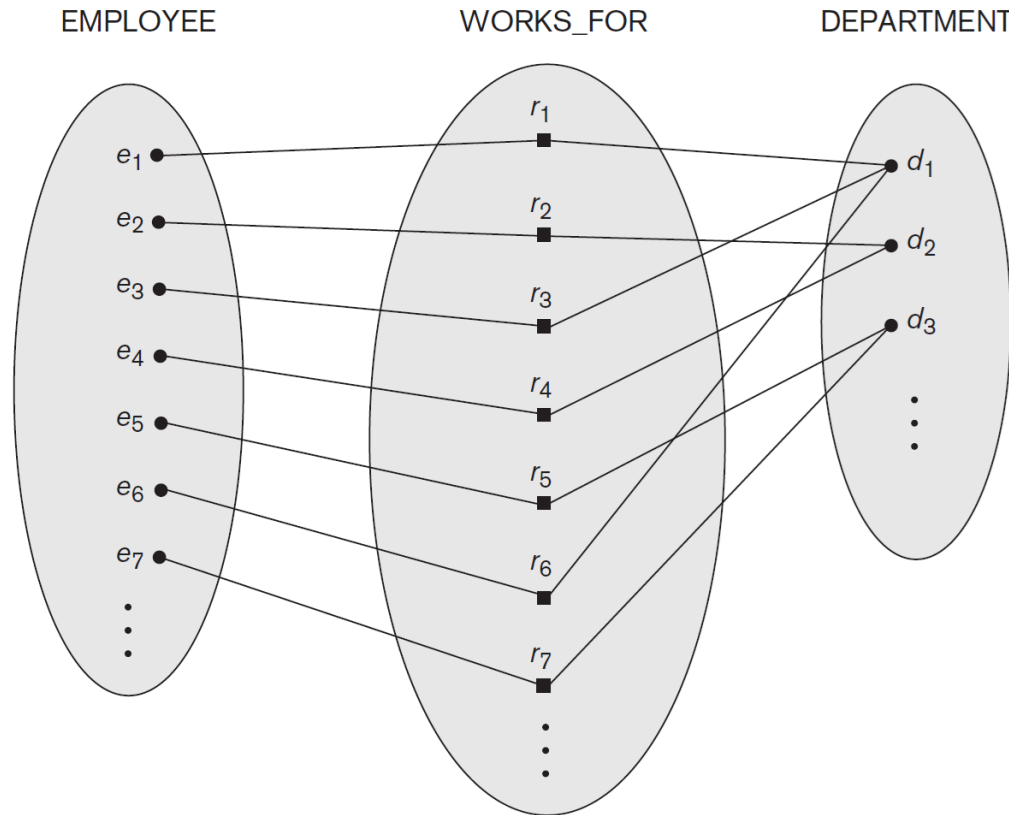 EMPLOYEE
WORKS_FOR
DEPARTMENT
e1
e2
e3
e4
e5
e6
e7
r1
r2
r3
r4
r5
r6
r7
d1
d2
d3